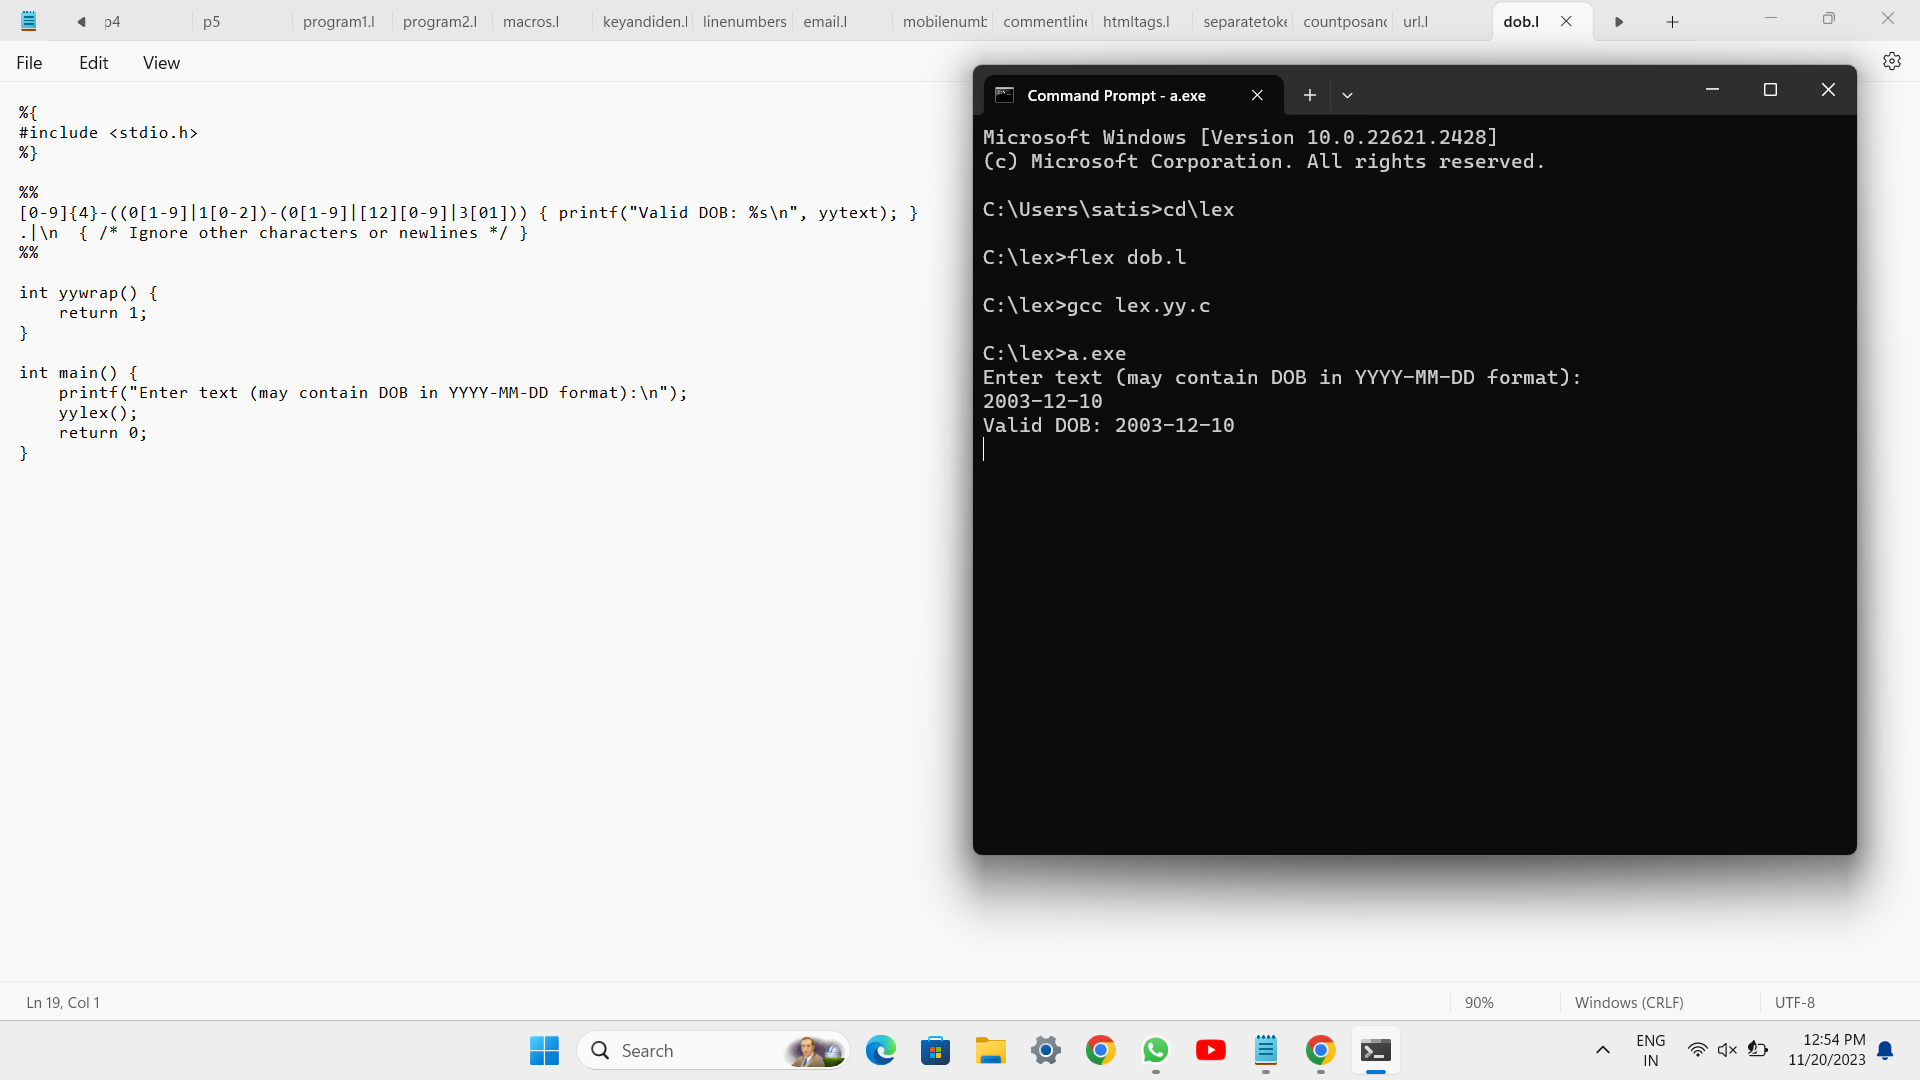 p4
p5
program1.l
program2.l
macros.l
keyandiden.l
linenumbers
email.l
mobilenumb
commentline
htmltags.l
separatetoke
countposand
url.l
dob.l
File
Edit
View
%{
#include <stdio.h>
%}
%%
[0-9]{4}-((0[1-9]|1[0-2])-(0[1-9]|[12][0-9]|3[01])) { printf("Valid DOB: %s\n", yytext); }
.|\n  { /* Ignore other characters or newlines */ }
%%
int yywrap() {
    return 1;
}
int main() {
    printf("Enter text (may contain DOB in YYYY-MM-DD format):\n");
    yylex();
    return 0;
}
Command Prompt - a.exe
Microsoft Windows [Version 10.0.22621.2428]
(c) Microsoft Corporation. All rights reserved.
C:\Users\satis>cd\lex
C:\lex>flex dob.l
C:\lex>gcc lex.yy.c
C:\lex>a.exe
Enter text (may contain DOB in YYYY-MM-DD format):
2003-12-10
Valid DOB: 2003-12-10
Ln 19, Col 1
90%
Windows (CRLF)
UTF-8
Search
ENG
IN
12:54 PM
11/20/2023